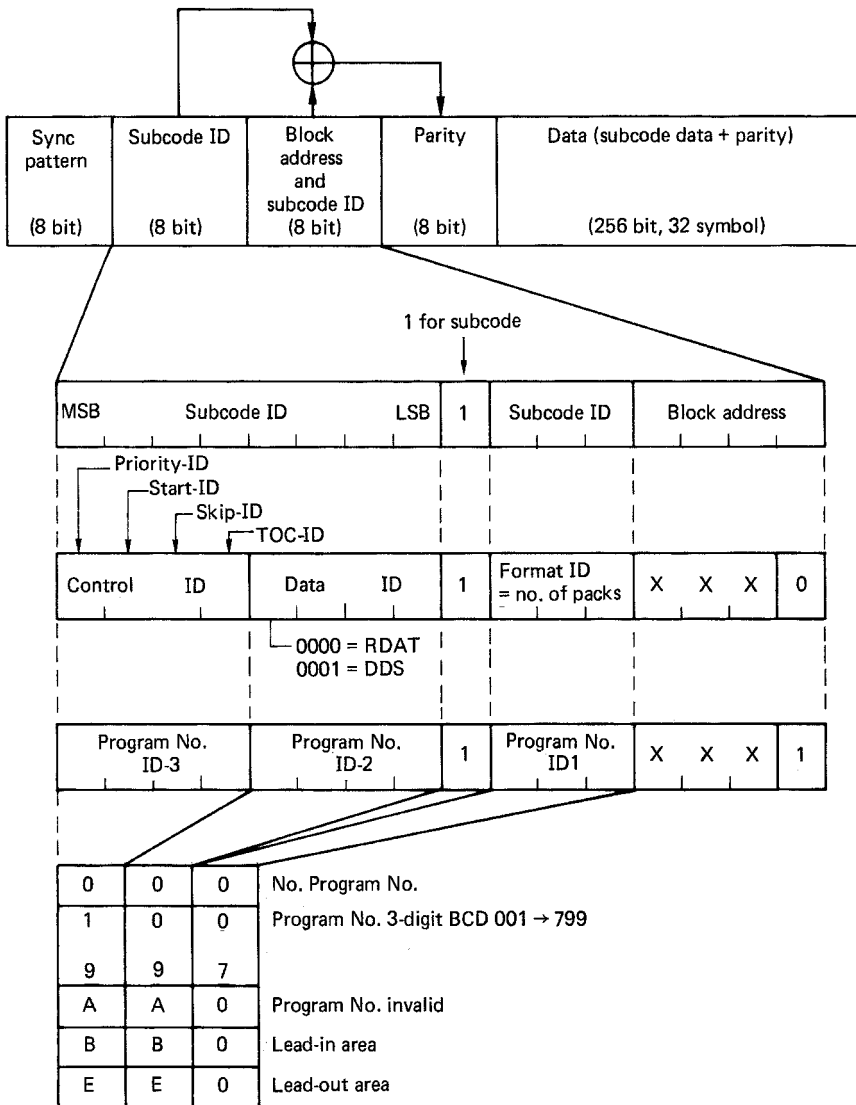 Sync pattern (8 bit)
Subcode ID (8 bit)
Block address and subcode ID (8 bit)
Parity (8 bit)
Data (subcode data + parity) (256 bit, 32 symbol)
1 for subcode
MSB Subcode ID LSB 1 Subcode ID Block address
Priority-ID
Start-ID
Skip-ID
TOC-ID
Control ID Data ID 1 Format ID = no. of packs X X X 0
0000 = RDAT
0001 = DDS
Program No. ID-3 Program No. ID-2 1 Program No. ID1 X X X 1
0 0 0 No. Program No.
1 0 0 Program No. 3-digit BCD 001 → 799
9 9 7
A A 0 Program No. invalid
B B 0 Lead-in area
E E 0 Lead-out area